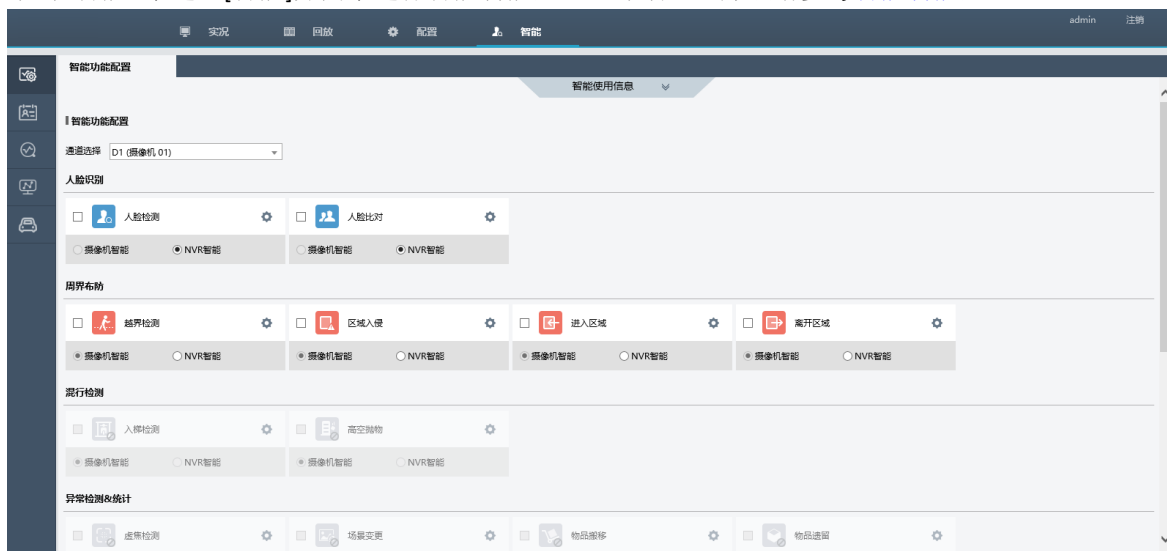 admin 注销
实况 回放 配置 智能
智能功能配置
智能使用信息
智能功能配置
通道选择 D1 (摄像机 01)
人脸识别
人脸检测 人脸比对
摄像机智能 NVR智能 摄像机智能 NVR智能
周界布防
越界检测 区域入侵 进入区域 离开区域
摄像机智能 NVR智能 摄像机智能 NVR智能 摄像机智能 NVR智能 摄像机智能 NVR智能
混行检测
入梯检测 高空抛物
摄像机智能 NVR智能 摄像机智能 NVR智能
异常检测&统计
虚焦检测 场景变更 物品搬移 物品遗留